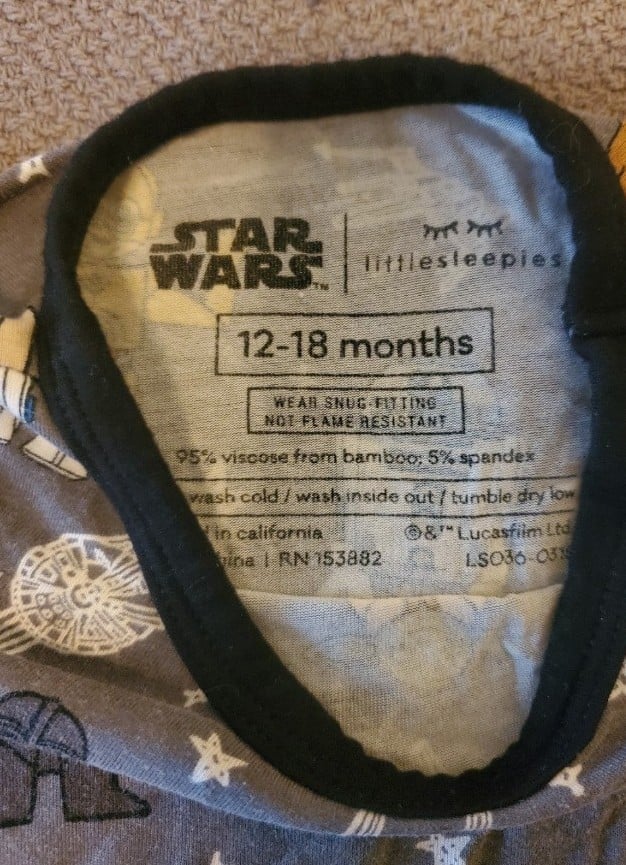 STAR WARS™
littlesleepies
12-18 months
WEAR SNUG-FITTING
NOT FLAME RESISTANT
95% viscose from bamboo; 5% spandex
wash cold / wash inside out / tumble dry low
in california ©&™ Lucasfilm Ltd
RN 153882